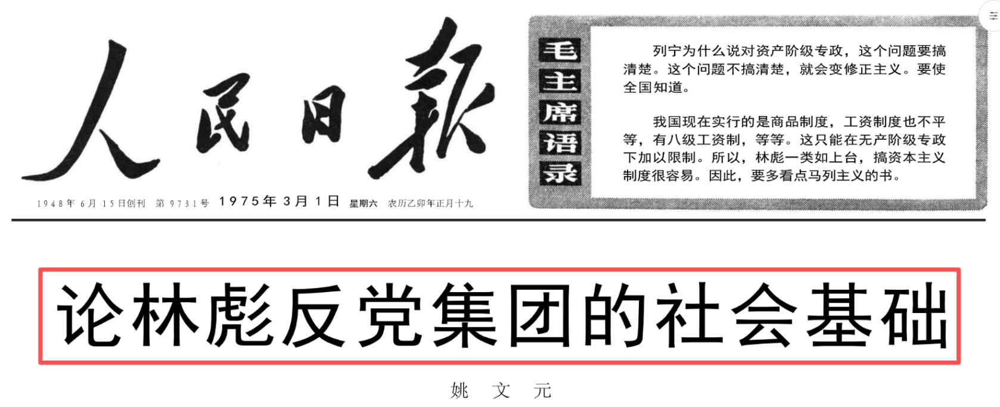 人民日報
1948年6月15日创刊 第9731号 1975年3月1日 星期六 农历乙卯年正月十九
毛主席语录
列宁为什么说对资产阶级专政，这个问题要搞
清楚。这个问题不搞清楚，就会变修正主义。要使
全国知道。
我国现在实行的是商品制度，工资制度也不平
等，有八级工资制，等等。这只能在无产阶级专政
下加以限制。所以，林彪一类如上台，搞资本主义
制度很容易。因此，要多看点马列主义的书。
论林彪反党集团的社会基础
姚文元